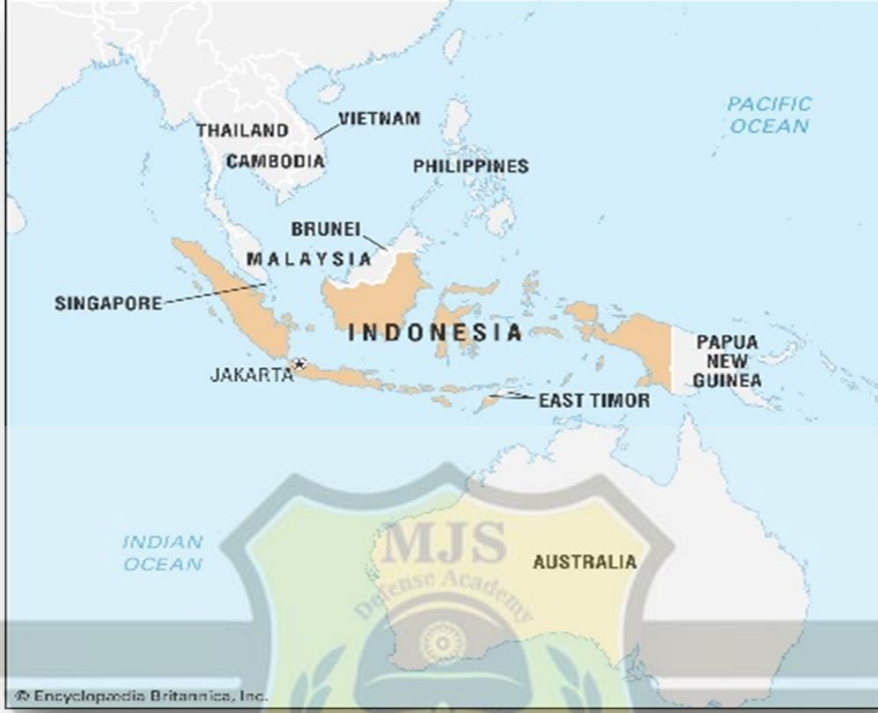 PACIFIC
OCEAN
VIETNAM
THAILAND
CAMBODIA
PHILIPPINES
BRUNEI
MALAYSIA
SINGAPORE
INDONESIA
PAPUA
NEW
GUINEA
JAKARTA
EAST TIMOR
INDIAN
OCEAN
MJS
AUSTRALIA
Defense Academy
© Encyclopædia Britannica, Inc.